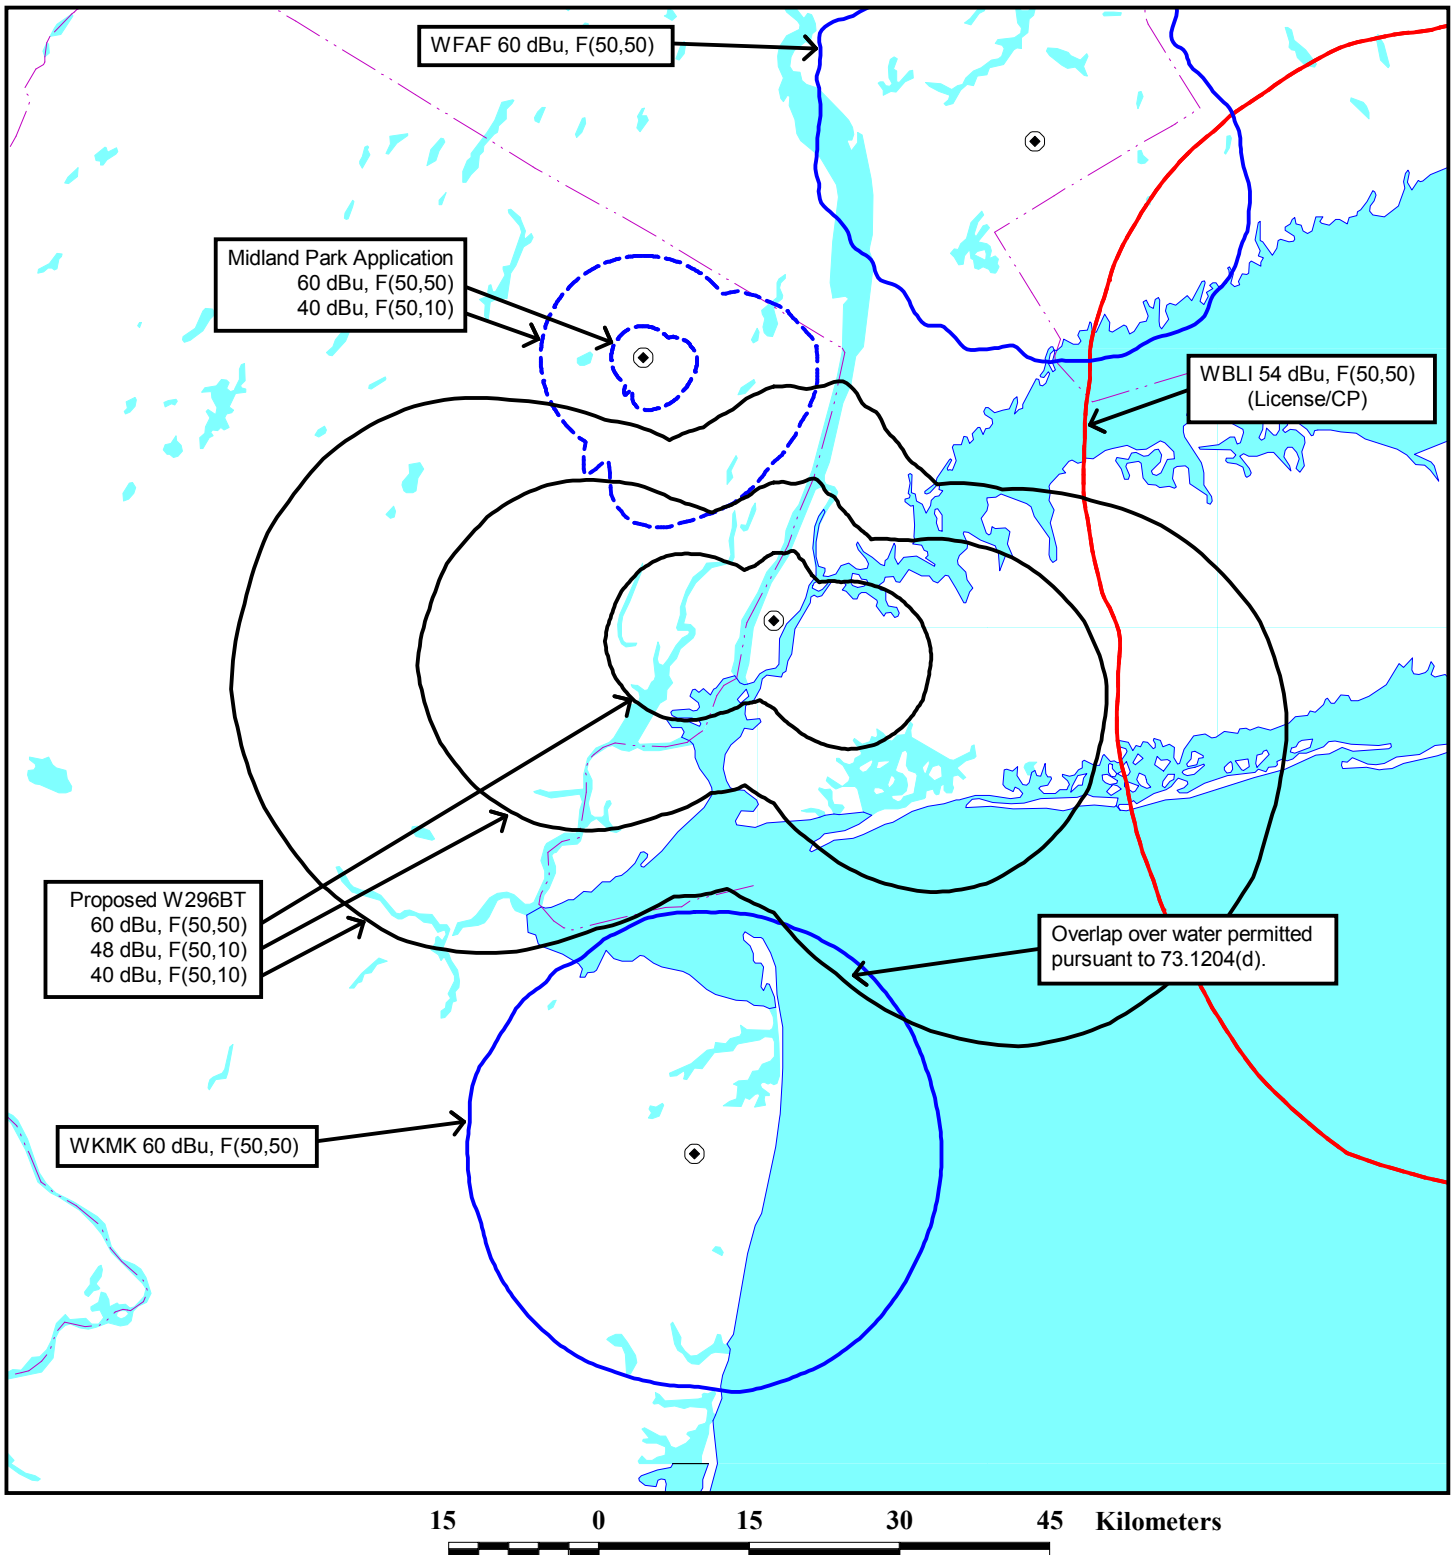 WFAF 60 dBu, F(50,50)
Midland Park Application
60 dBu, F(50,50)
40 dBu, F(50,10)
WBLI 54 dBu, F(50,50)
(License/CP)
Proposed W296BT
60 dBu, F(50,50)
48 dBu, F(50,10)
40 dBu, F(50,10)
Overlap over water permitted
pursuant to 73.1204(d).
WKMK 60 dBu, F(50,50)
15 0 15 30 45 Kilometers